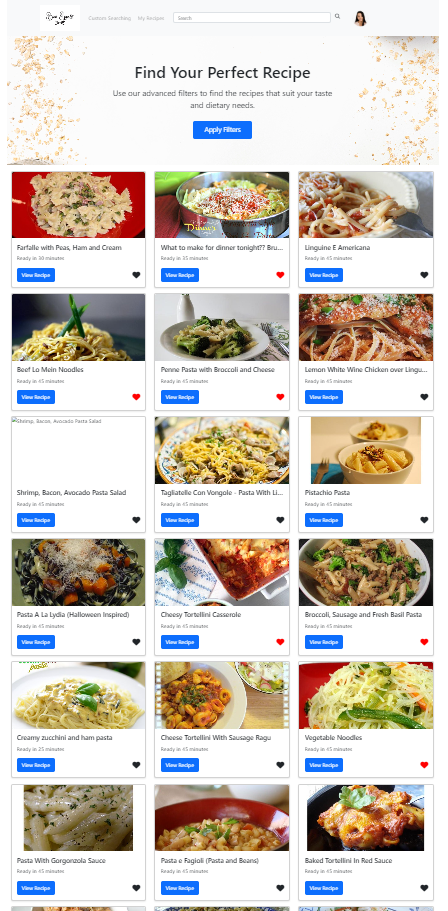 Custom Searching My Recipes Search
Find Your Perfect Recipe
Use our advanced filters to find the recipes that suit your taste
and dietary needs.
Apply Filters
Farfalle with Peas, Ham and Cream
Ready in 30 minutes
View Recipe
What to make for dinner tonight?? Bru...
Ready in 35 minutes
View Recipe
Linguine E Americana
Ready in 45 minutes
View Recipe
Beef Lo Mein Noodles
Ready in 45 minutes
View Recipe
Penne Pasta with Broccoli and Cheese
Ready in 45 minutes
View Recipe
Lemon White Wine Chicken over Lingu...
Ready in 45 minutes
View Recipe
Shrimp, Bacon, Avocado Pasta Salad
Shrimp, Bacon, Avocado Pasta Salad
Ready in 45 minutes
View Recipe
Tagliatelle Con Vongole - Pasta With Li...
Ready in 45 minutes
View Recipe
Pistachio Pasta
Ready in 45 minutes
View Recipe
Pasta A La Lydia (Halloween Inspired)
Ready in 45 minutes
View Recipe
Cheesy Tortellini Casserole
Ready in 45 minutes
View Recipe
Broccoli, Sausage and Fresh Basil Pasta
Ready in 45 minutes
View Recipe
Creamy zucchini and ham pasta
Ready in 25 minutes
View Recipe
Cheese Tortellini With Sausage Ragu
Ready in 45 minutes
View Recipe
Vegetable Noodles
Ready in 45 minutes
View Recipe
Pasta With Gorgonzola Sauce
Ready in 45 minutes
View Recipe
Pasta e Fagioli (Pasta and Beans)
Ready in 45 minutes
View Recipe
Baked Tortellini In Red Sauce
Ready in 45 minutes
View Recipe